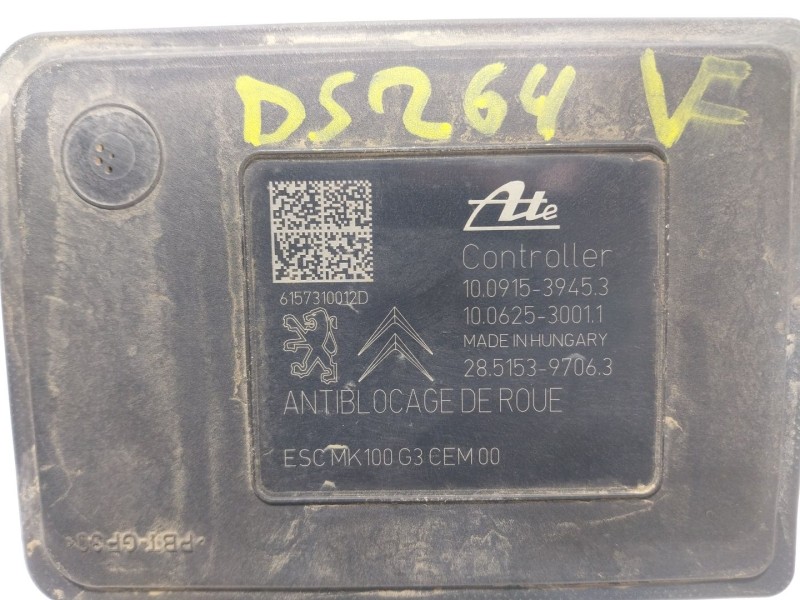 DS264 VF
Ate
Controller
10.0915-3945.3
6157310012D
10.0625-3001.1
MADE IN HUNGARY
28.5153-9706.3
ANTIBLOCAGE DE ROUE
ESC MK100 G3 CEM 00